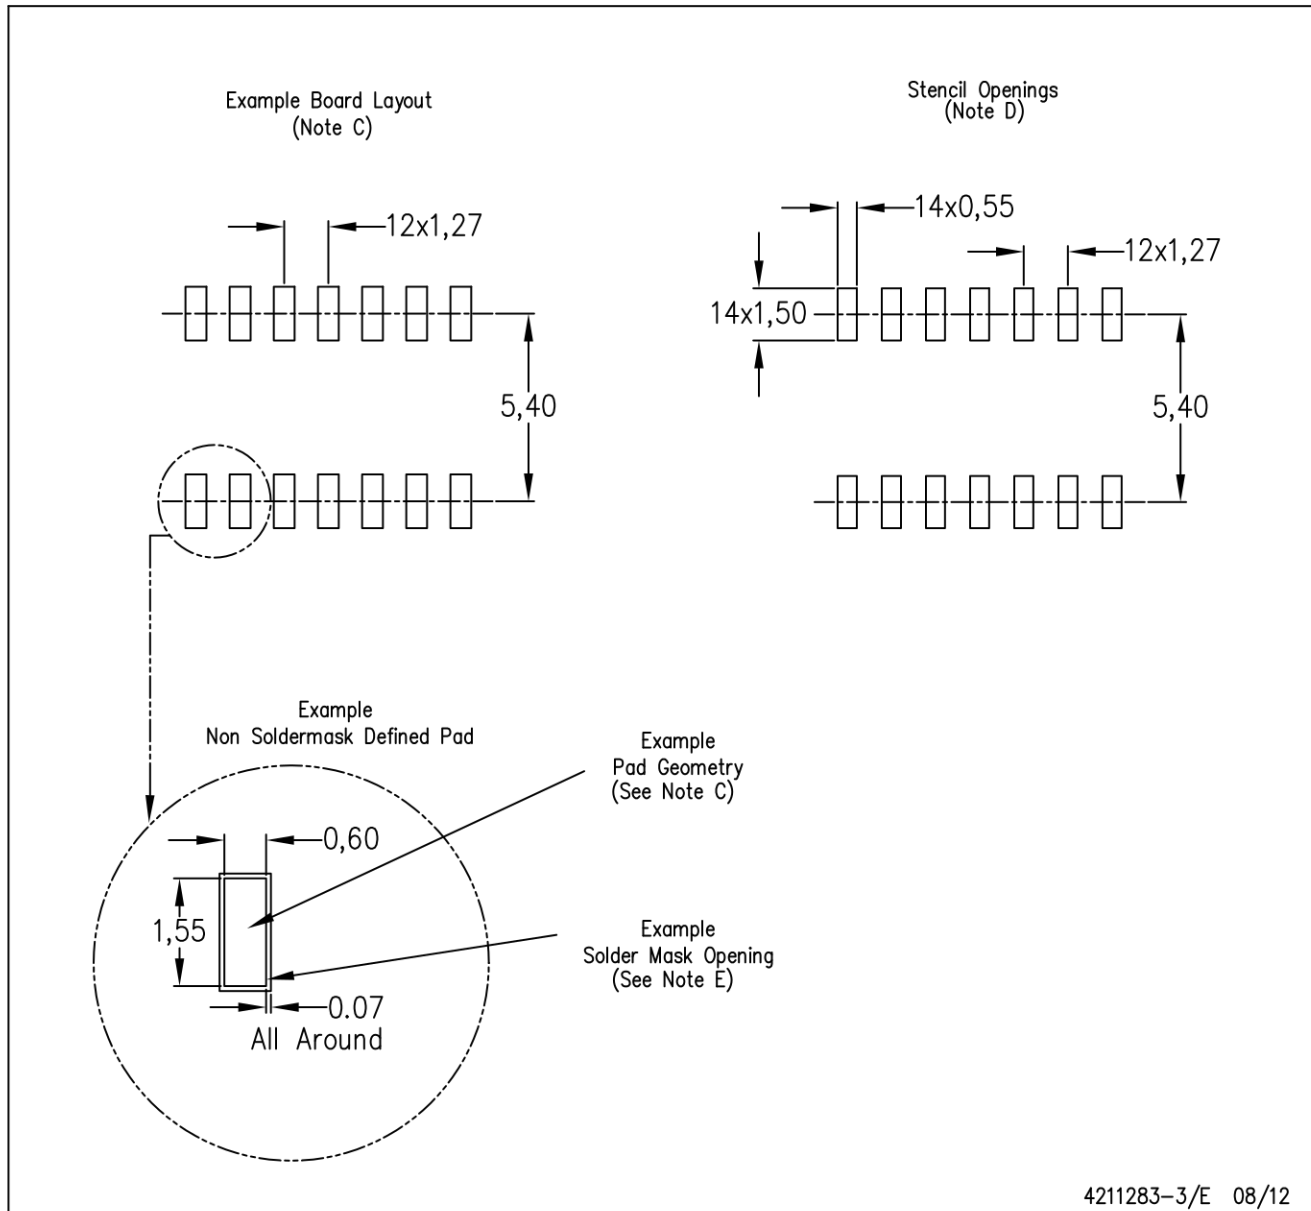 Example Board Layout
(Note C)
Stencil Openings
(Note D)
12x1,27
5,40
14x0,55
12x1,27
14x1,50
5,40
Example
Non Soldermask Defined Pad
Example
Pad Geometry
(See Note C)
0,60
1,55
Example
Solder Mask Opening
(See Note E)
0.07
All Around
4211283-3/E 08/12